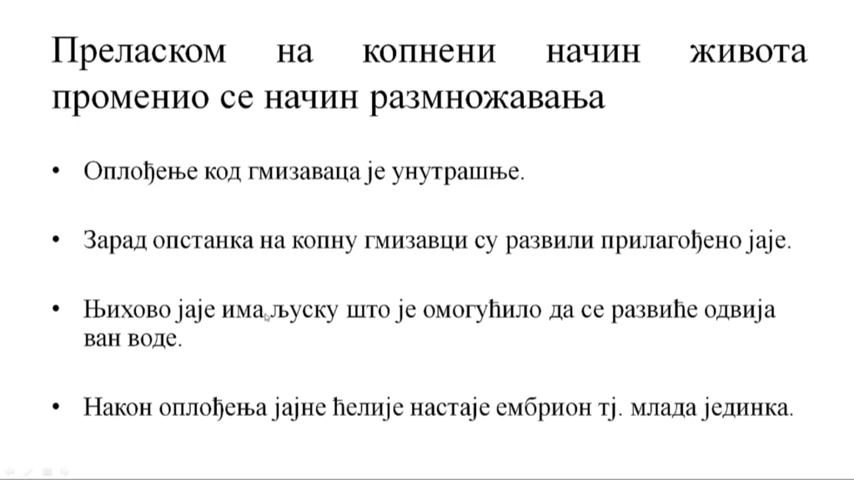 Преласком на копнени начин живота
променио се начин размножавања
• Оплођење код гмизаваца је унутрашње.
• Зарад опстанка на копну гмизавци су развили прилагођено јаје.
• Њихово јаје има љуску што је омогућило да се развиће одвија
ван воде.
• Након оплођења јајне ћелије настаје ембрион тј. млада јединка.